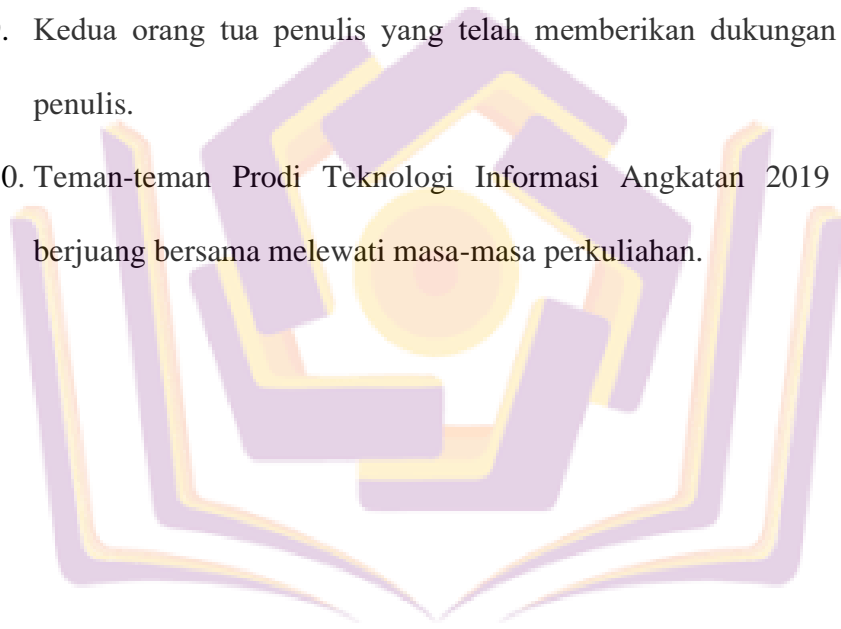 . Kedua orang tua penulis yang telah memberikan dukungan
penulis.
0. Teman-teman Prodi Teknologi Informasi Angkatan 2019
berjuang bersama melewati masa-masa perkuliahan.